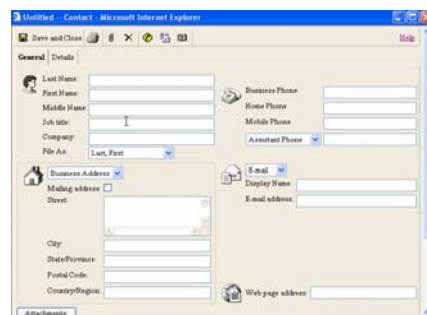 Untitled -- Contact - Microsoft Internet Explorer
Save and Close
Help
General Details
Last Name:
First Name:
Middle Name:
Job title:
Company:
File As: Last, First
Business Phone
Home Phone
Mobile Phone
Assistant Phone
Business Address
Mailing address
Street:
City:
State/Province:
Postal Code:
Country/Region:
E-mail
Display Name:
E-mail address:
Web page address:
Attachments: